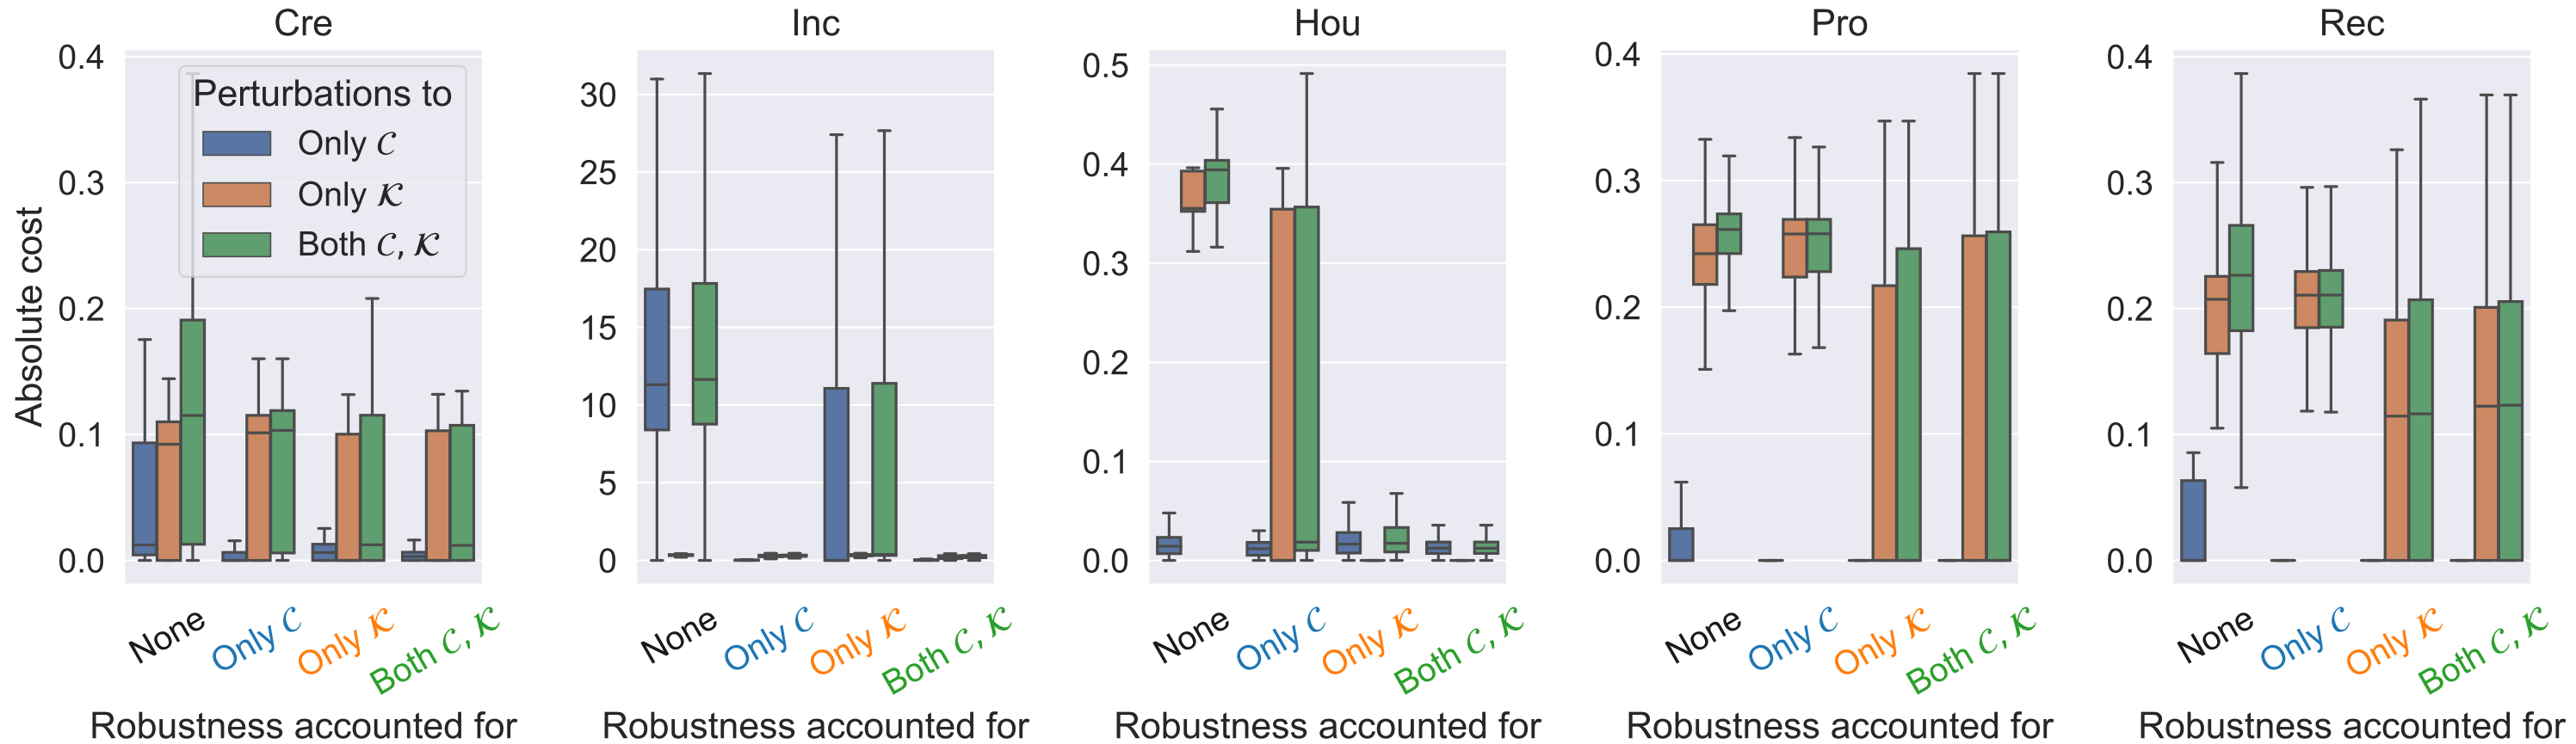 Cre
Inc
Hou
Pro
Rec
Absolute cost
0.4
0.3
0.2
0.1
0.0
Perturbations to
Only 𝒞
Only 𝒦
Both 𝒞, 𝒦
None
Only 𝒞
Only 𝒦
Both 𝒞, 𝒦
Robustness accounted for
30
25
20
15
10
5
0
None
Only 𝒞
Only 𝒦
Both 𝒞, 𝒦
Robustness accounted for
0.5
0.4
0.3
0.2
0.1
0.0
None
Only 𝒞
Only 𝒦
Both 𝒞, 𝒦
Robustness accounted for
0.4
0.3
0.2
0.1
0.0
None
Only 𝒞
Only 𝒦
Both 𝒞, 𝒦
Robustness accounted for
0.4
0.3
0.2
0.1
0.0
None
Only 𝒞
Only 𝒦
Both 𝒞, 𝒦
Robustness accounted for